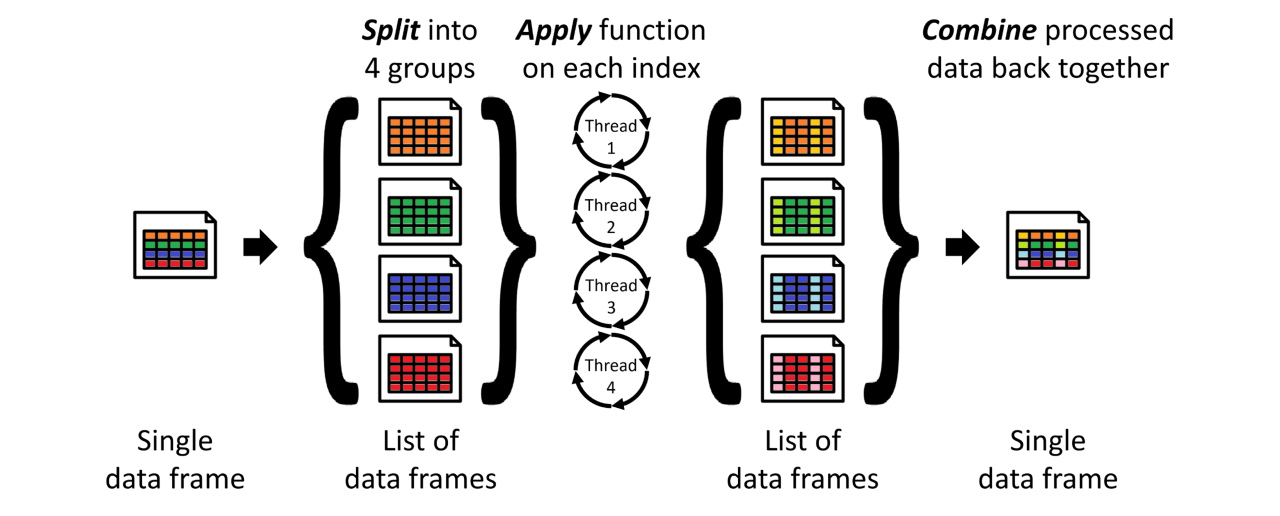 Split into
4 groups
Apply function
on each index
Combine processed
data back together
Thread
1
Thread
2
Thread
3
Thread
4
Single
data frame
List of
data frames
List of
data frames
Single
data frame